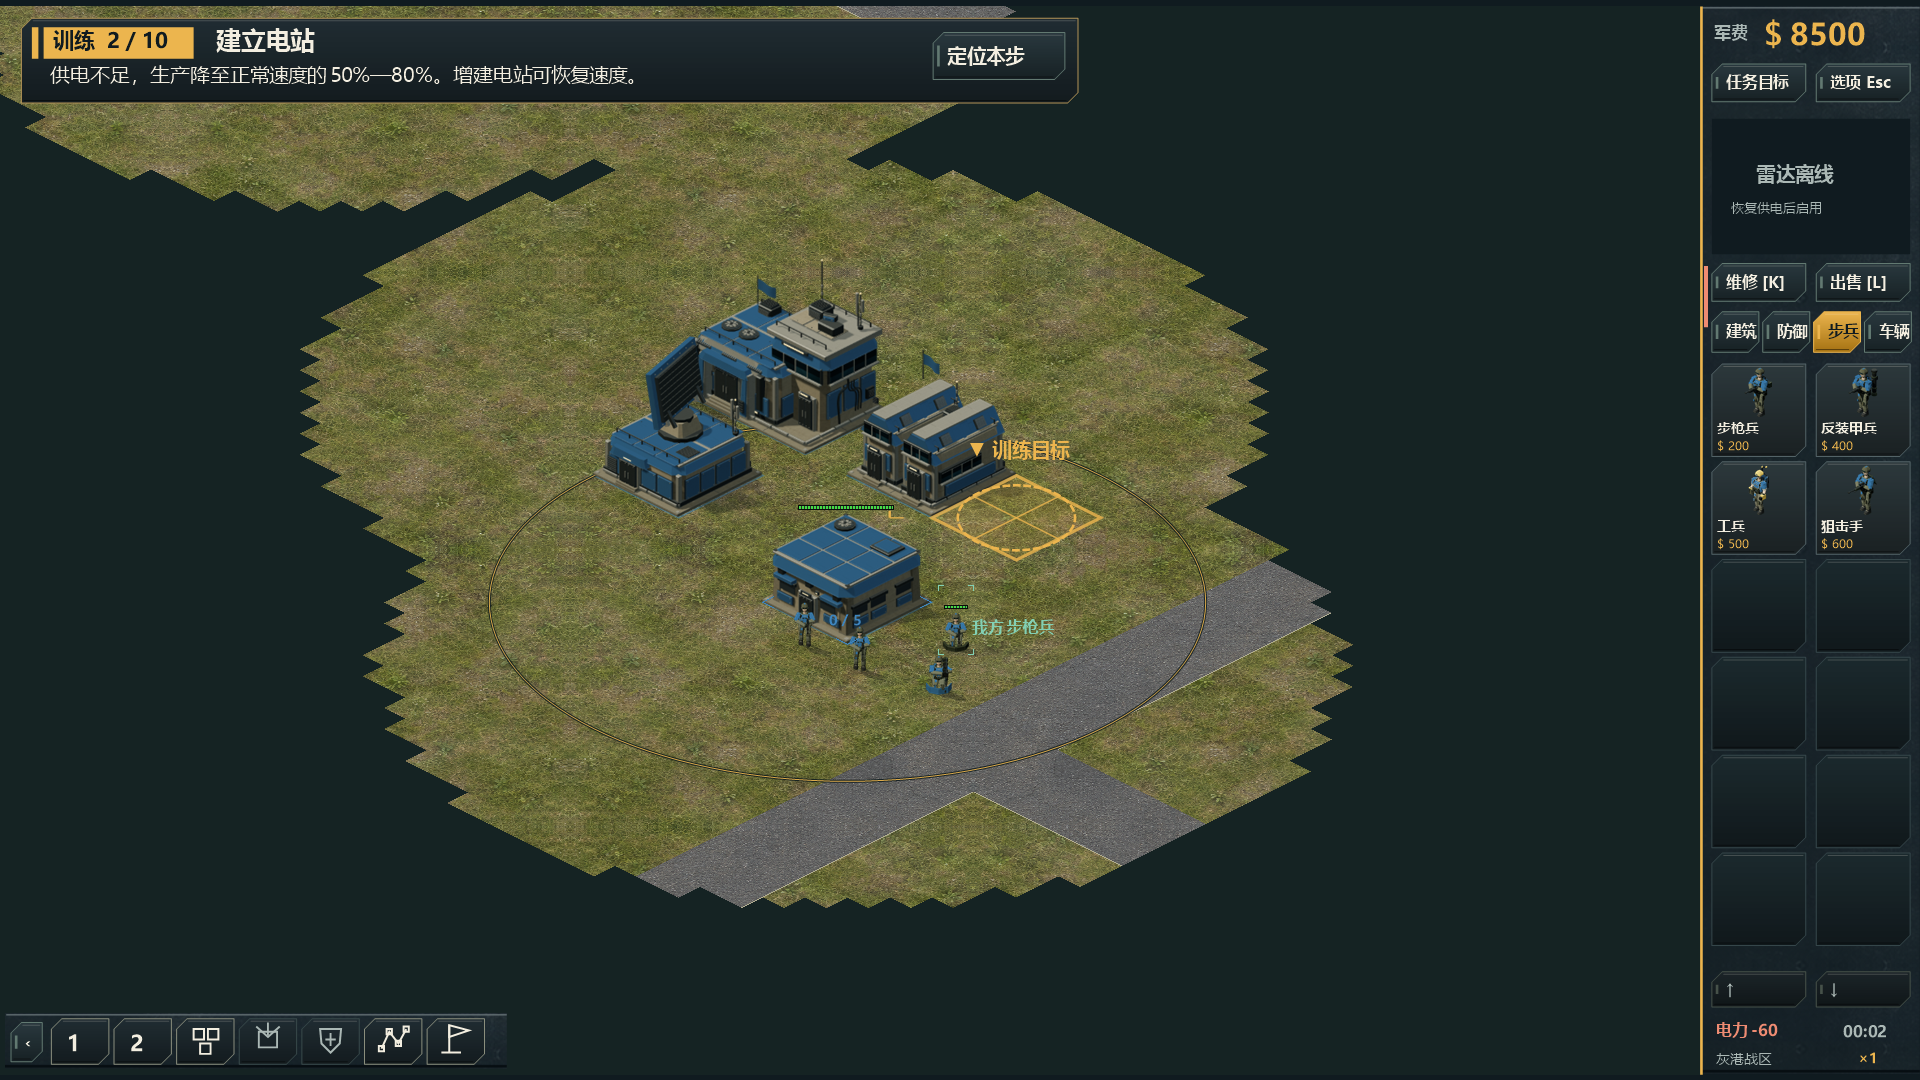 训练 2 / 10 建立电站
供电不足，生产降至正常速度的 50%—80%。增建电站可恢复速度。
定位本步
军费 $ 8500
任务目标 选项 Esc
雷达离线
恢复供电后启用
维修 [K] 出售 [L]
建筑 防御 步兵 车辆
步枪兵 反装甲兵
$ 200 $ 400
工兵 狙击手
$ 500 $ 600
↑ ↓
电力 -60 00:02
灰港战区 ×1
▼ 训练目标
0 / 5
我方步枪兵
‹ 1 2